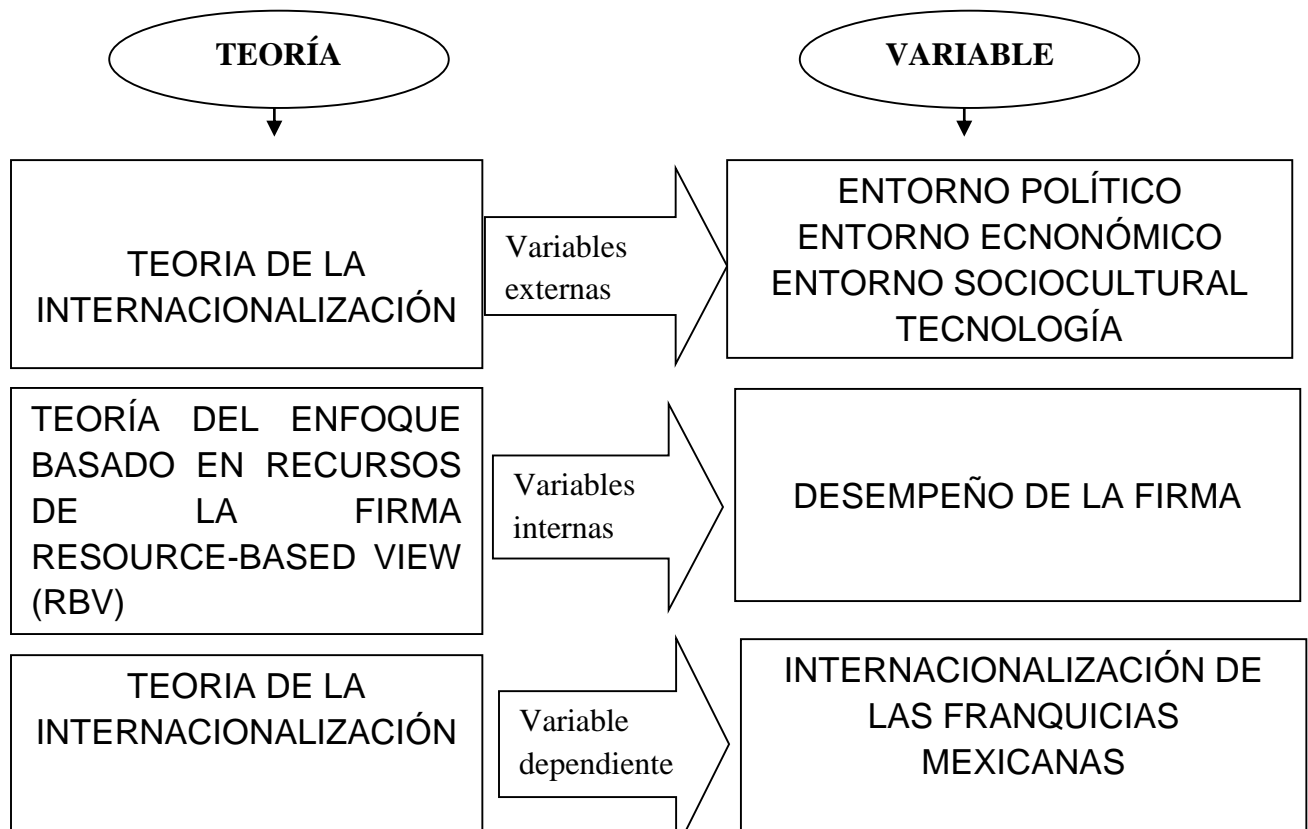 TEORÍA
VARIABLE
TEORIA DE LA
INTERNACIONALIZACIÓN
Variables
externas
ENTORNO POLÍTICO
ENTORNO ECNONÓMICO
ENTORNO SOCIOCULTURAL
TECNOLOGÍA
TEORÍA DEL ENFOQUE
BASADO EN RECURSOS
DE LA FIRMA
RESOURCE-BASED VIEW
(RBV)
Variables
internas
DESEMPEÑO DE LA FIRMA
TEORIA DE LA
INTERNACIONALIZACIÓN
Variable
dependiente
INTERNACIONALIZACIÓN DE
LAS FRANQUICIAS
MEXICANAS